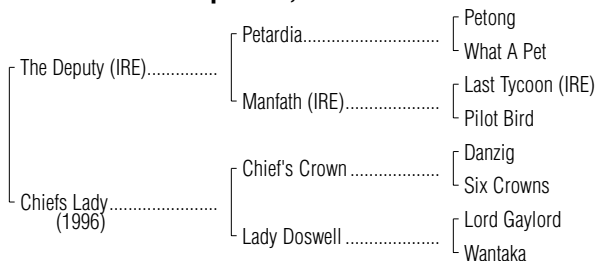 Petong
Petardia
What A Pet
The Deputy (IRE)
Last Tycoon (IRE)
Manfath (IRE)
Pilot Bird
Danzig
Chief's Crown
Six Crowns
Chiefs Lady
(1996)
Lord Gaylord
Lady Doswell
Wantaka